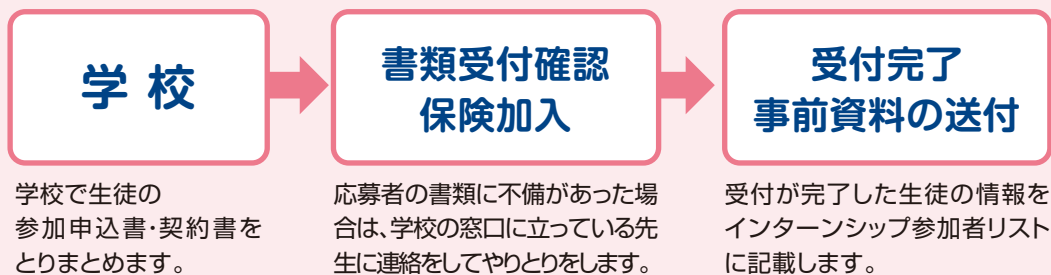 学校
書類受付確認
保険加入
受付完了
事前資料の送付
学校で生徒の
参加申込書・契約書を
とりまとめます。
応募者の書類に不備があった場
合は、学校の窓口に立っている先
生に連絡をしてやりとりをします。
受付が完了した生徒の情報を
インターンシップ参加者リスト
に記載します。